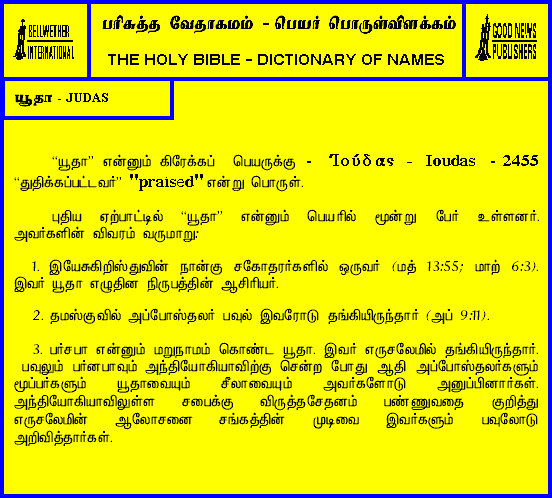 BELLWETHER
INTERNATIONAL
பரிசுத்த வேதாகமம் - பெயர் பொருள்விளக்கம்
THE HOLY BIBLE - DICTIONARY OF NAMES
GOOD NEWS
PUBLISHERS
யூதா - JUDAS
“யூதா” என்னும் கிரேக்கப் பெயருக்கு - Ἰούδας - Ioudas - 2455
“துதிக்கப்பட்டவர்” "praised" என்று பொருள்.
புதிய ஏற்பாட்டில் “யூதா” என்னும் பெயரில் மூன்று பேர் உள்ளனர்.
அவர்களின் விவரம் வருமாறு:
1. இயேசுகிறிஸ்துவின் நான்கு சகோதரர்களில் ஒருவர் (மத் 13:55; மாற் 6:3).
இவர் யூதா எழுதின நிருபத்தின் ஆசிரியர்.
2. தமஸ்குவில் அப்போஸ்தலர் பவுல் இவரோடு தங்கியிருந்தார் (அப் 9:11).
3. பர்சபா என்னும் மறுநாமம் கொண்ட யூதா. இவர் எருசலேமில் தங்கியிருந்தார்.
பவுலும் பர்னபாவும் அந்தியோகியாவிற்கு சென்ற போது ஆதி அப்போஸ்தலர்களும்
மூப்பர்களும் யூதாவையும் சீலாவையும் அவர்களோடு அனுப்பினார்கள்.
அந்தியோகியாவிலுள்ள சபைக்கு விருத்தசேதனம் பண்ணுவதை குறித்து
எருசலேமின் ஆலோசனை சங்கத்தின் முடிவை இவர்களும் பவுலோடு
அறிவித்தார்கள்.